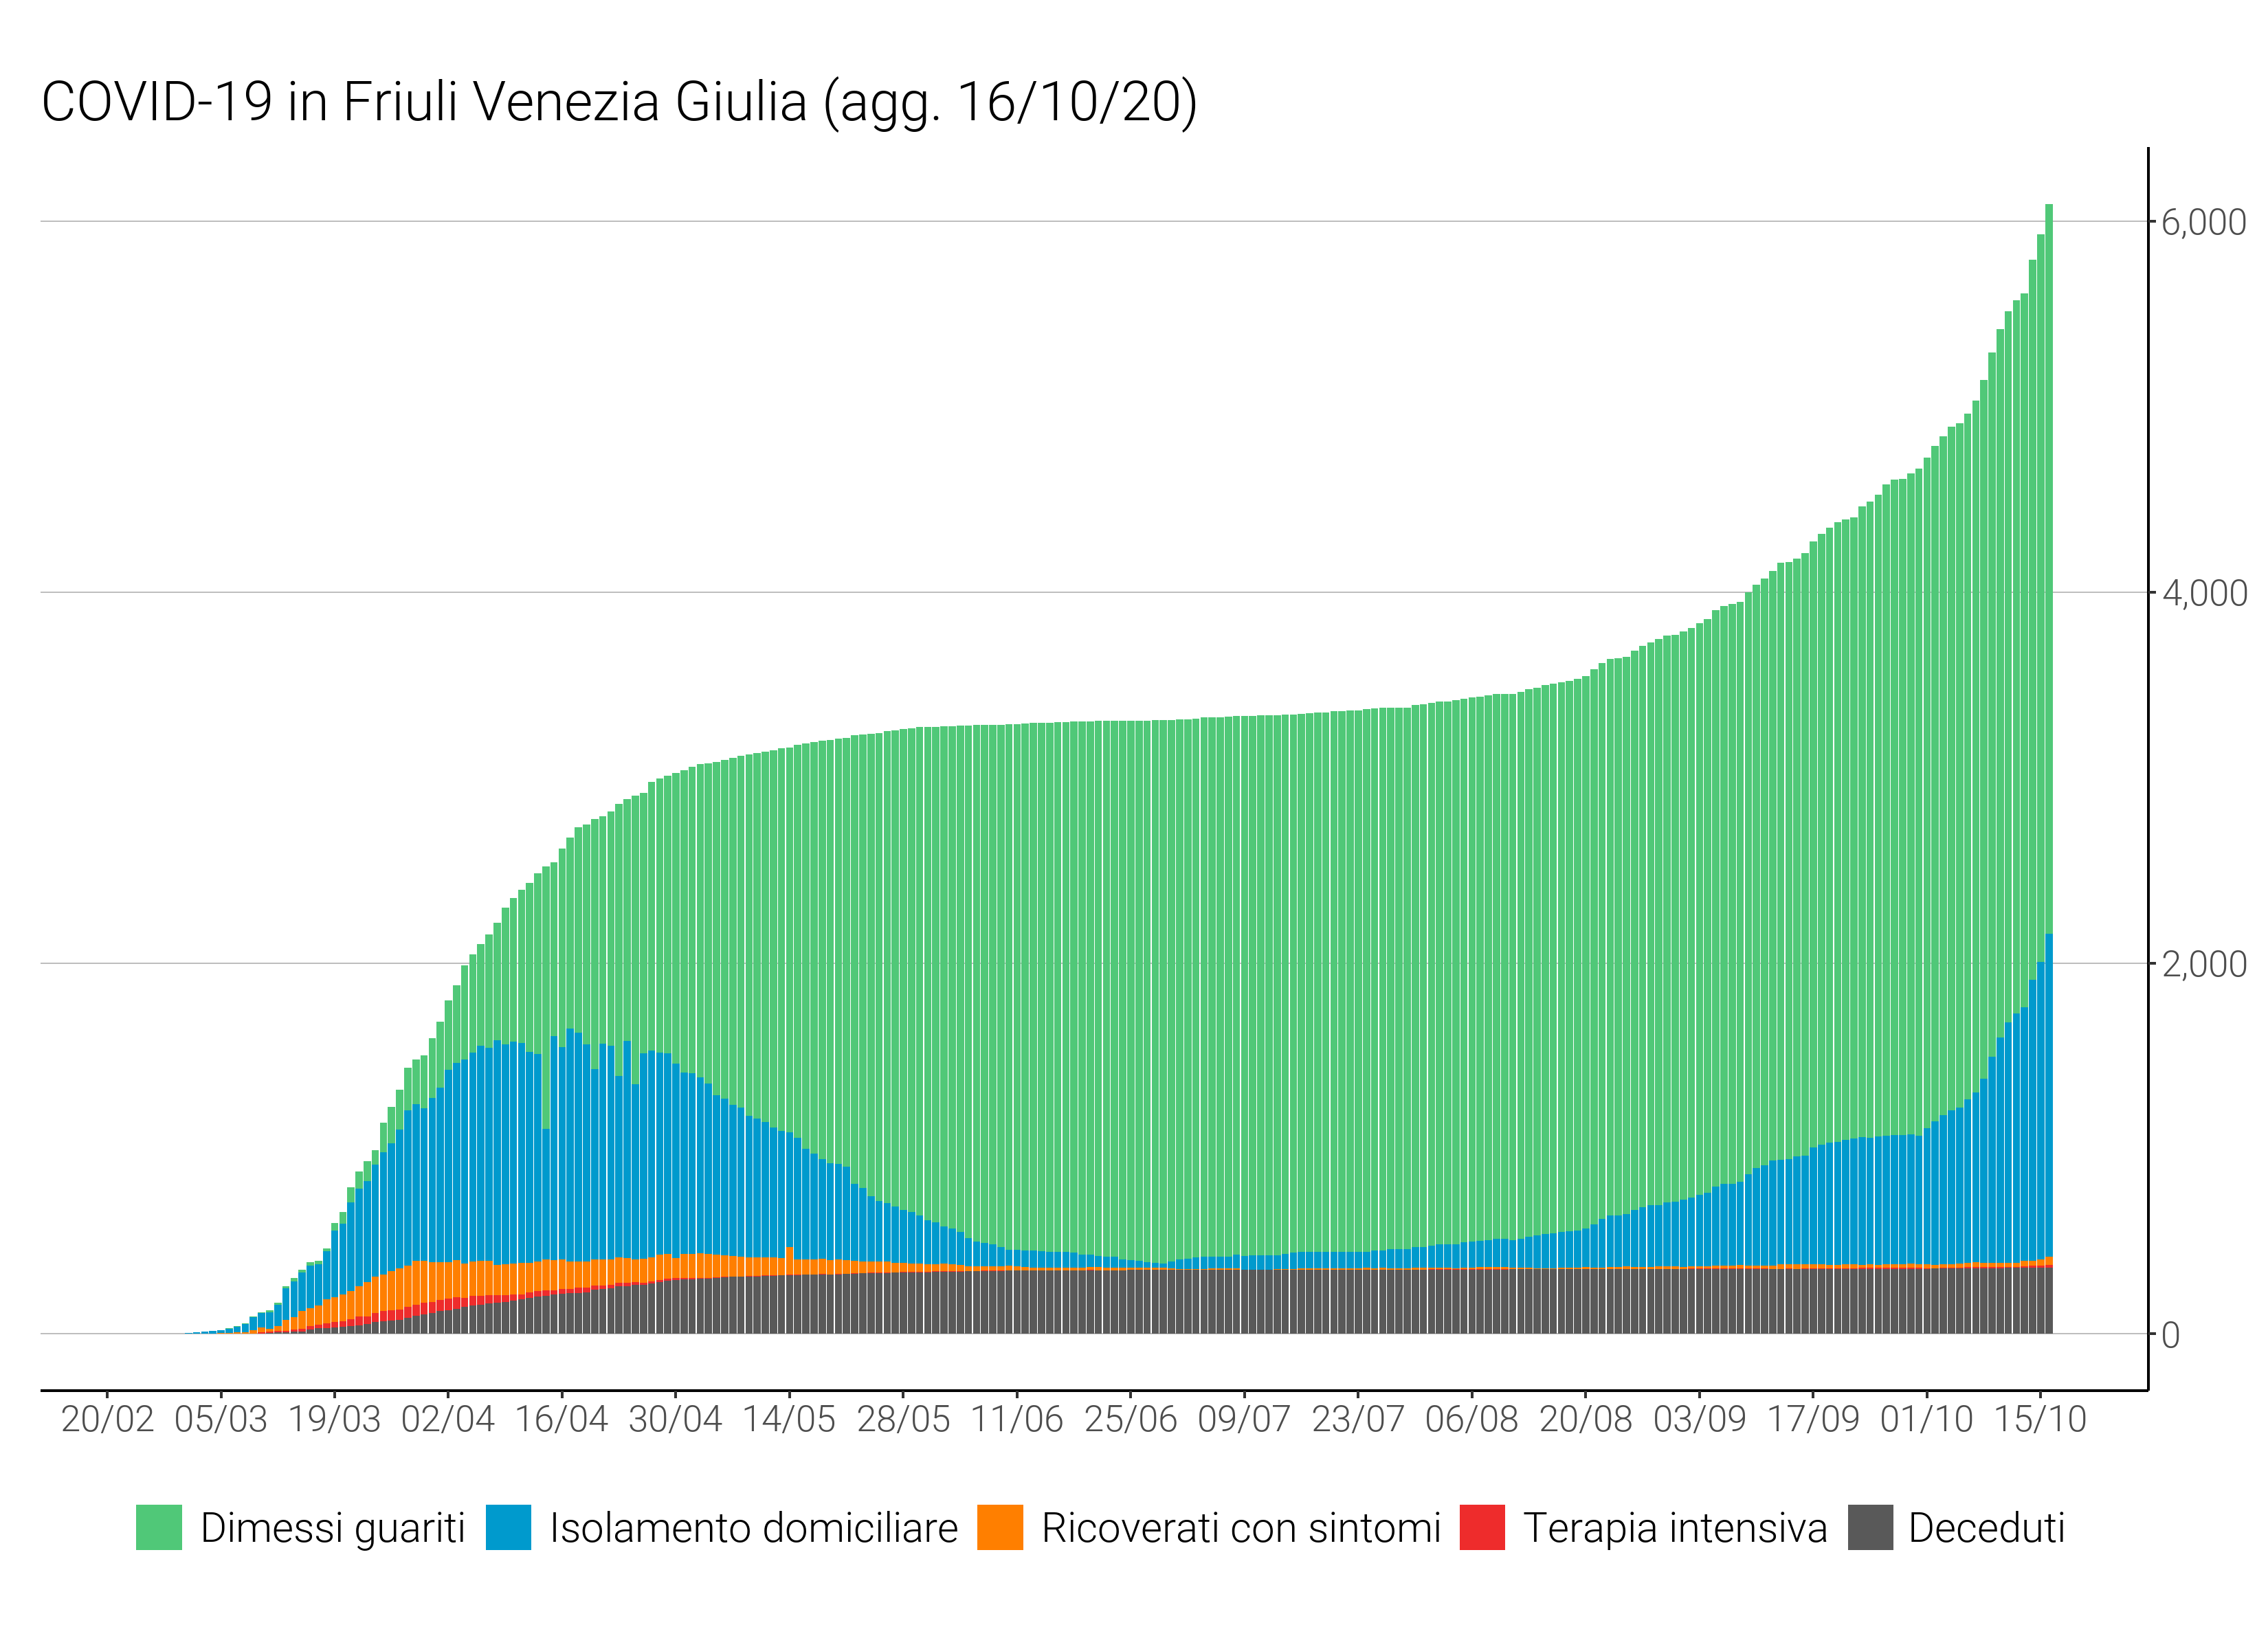 COVID-19 in Friuli Venezia Giulia (agg. 16/10/20)
6,000
4,000
2,000
0
20/02 05/03 19/03 02/04 16/04 30/04 14/05 28/05 11/06 25/06 09/07 23/07 06/08 20/08 03/09 17/09 01/10 15/10
Dimessi guariti Isolamento domiciliare Ricoverati con sintomi Terapia intensiva Deceduti